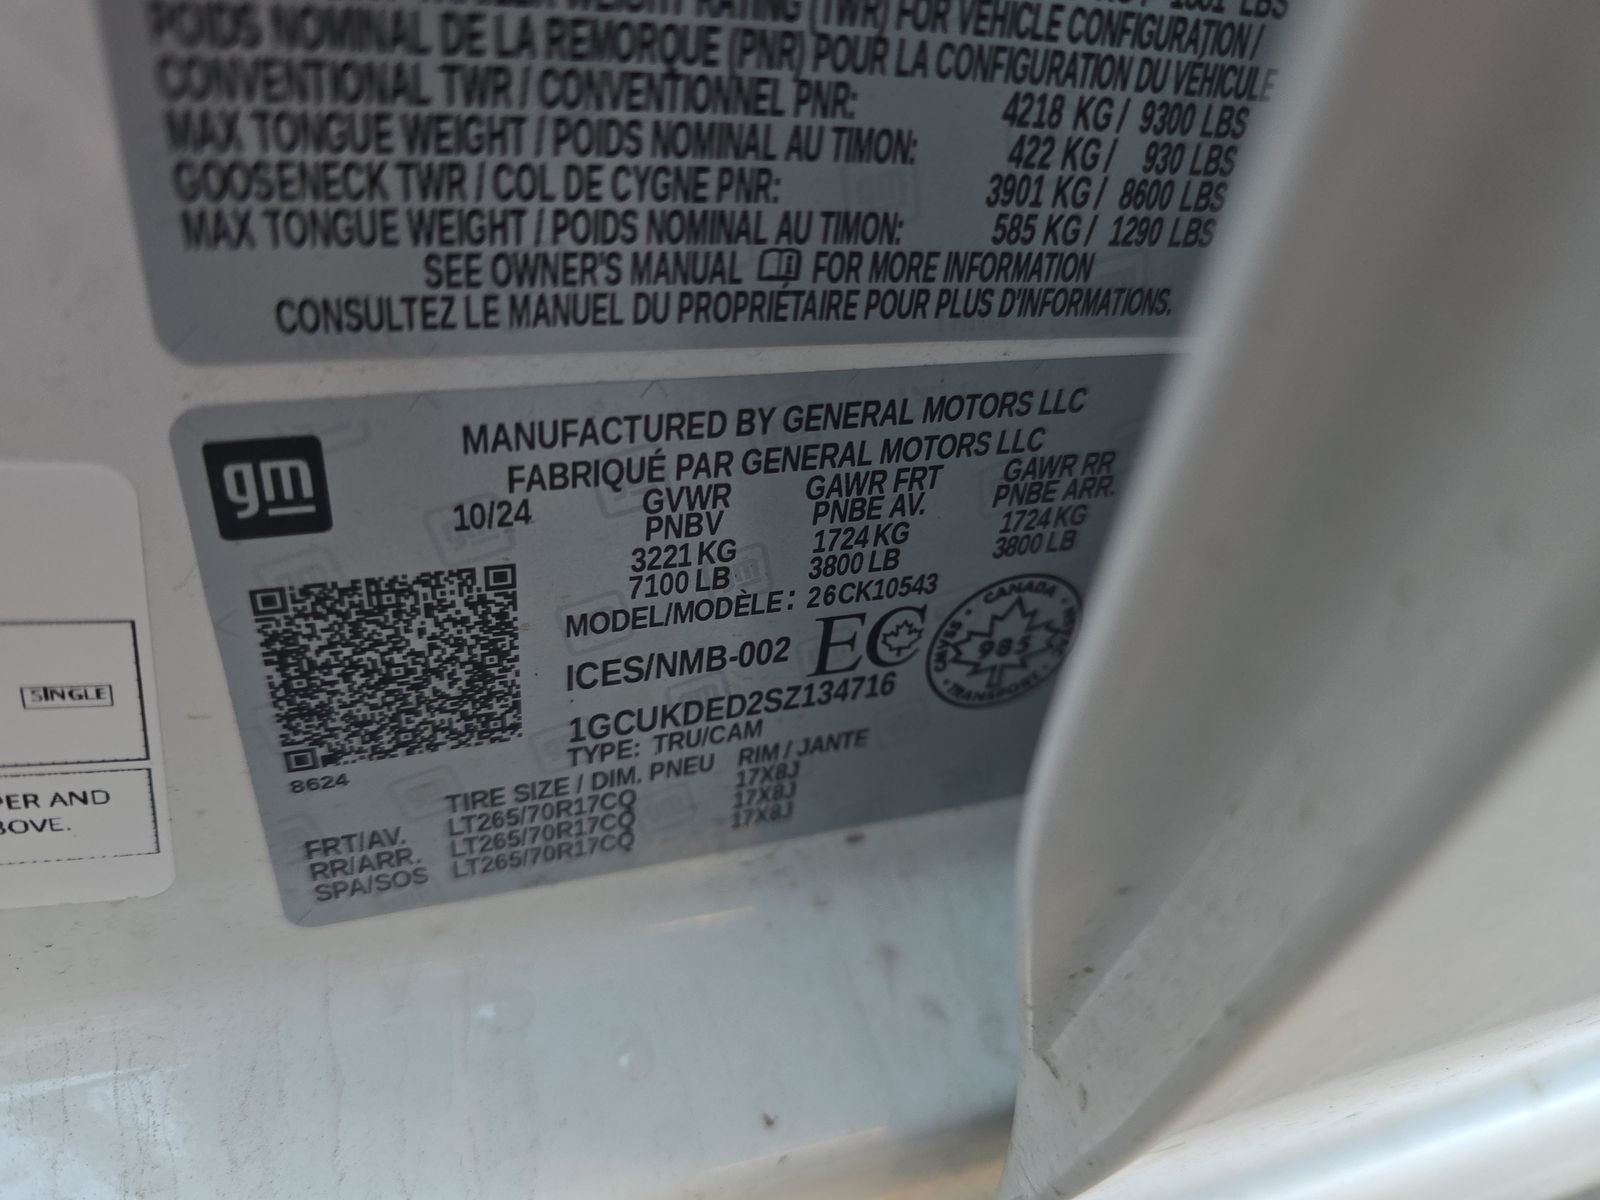 WEIGHT RATING (TWR) FOR VEHICLE CONFIGURATION /
POIDS NOMINAL DE LA REMORQUE (PNR) POUR LA CONFIGURATION DU VÉHICULE
CONVENTIONAL TWR / CONVENTIONNEL PNR: 4218 KG / 9300 LBS
MAX TONGUE WEIGHT / POIDS NOMINAL AU TIMON: 422 KG / 930 LBS
GOOSENECK TWR / COL DE CYGNE PNR: 3901 KG / 8600 LBS
MAX TONGUE WEIGHT / POIDS NOMINAL AU TIMON: 585 KG / 1290 LBS
SEE OWNER'S MANUAL FOR MORE INFORMATION
CONSULTEZ LE MANUEL DU PROPRIÉTAIRE POUR PLUS D'INFORMATIONS.
gm
MANUFACTURED BY GENERAL MOTORS LLC
FABRIQUÉ PAR GENERAL MOTORS LLC
10/24 GVWR GAWR FRT GAWR RR
PNBV PNBE AV. PNBE ARR.
3221 KG 1724 KG 1724 KG
7100 LB 3800 LB 3800 LB
MODEL/MODÈLE: 26CK10543
ICES/NMB-002 EC
CANADA
985
TRANSPORT
1GCUKDED2SZ134716
TYPE: TRU/CAM
8624
TIRE SIZE / DIM. PNEU RIM / JANTE
FRT/AV. LT265/70R17CQ 17X8J
RR/ARR. LT265/70R17CQ 17X8J
SPA/SOS LT265/70R17CQ 17X8J
SINGLE
PER AND
BOVE.